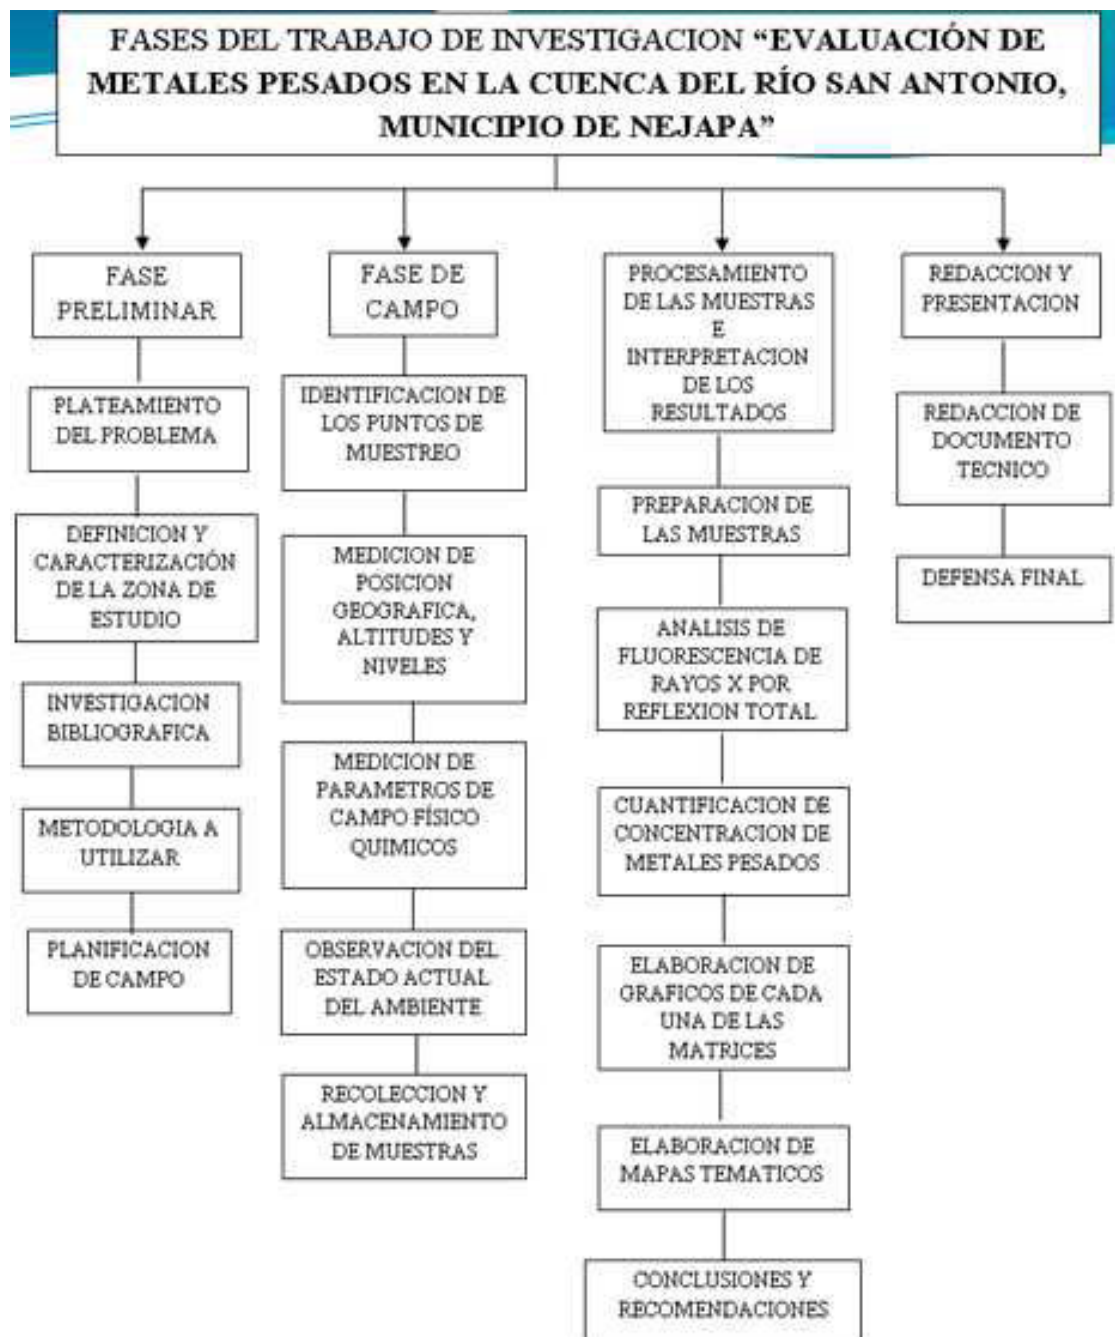 FASES DEL TRABAJO DE INVESTIGACION “EVALUACIÓN DE
METALES PESADOS EN LA CUENCA DEL RÍO SAN ANTONIO,
MUNICIPIO DE NEJAPA”
FASE
PRELIMINAR
PLATEAMIENTO
DEL PROBLEMA
DEFINICION Y
CARACTERIZACIÓN
DE LA ZONA DE
ESTUDIO
INVESTIGACION
BIBLIOGRAFICA
METODOLOGIA A
UTILIZAR
PLANIFICACION
DE CAMPO
FASE DE
CAMPO
IDENTIFICACION DE
LOS PUNTOS DE
MUESTREO
MEDICION DE
POSICION
GEOGRAFICA,
ALTITUDES Y
NIVELES
MEDICION DE
PARAMETROS DE
CAMPO FÍSICO
QUIMICOS
OBSERVACION DEL
ESTADO ACTUAL
DEL AMBIENTE
RECOLECCION Y
ALMACENAMIENTO
DE MUESTRAS
PROCESAMIENTO
DE LAS MUESTRAS
E
INTERPRETACION
DE LOS
RESULTADOS
PREPARACION DE
LAS MUESTRAS
ANALISIS DE
FLUORESCENCIA DE
RAYOS X POR
REFLEXION TOTAL
CUANTIFICACION DE
CONCENTRACION DE
METALES PESADOS
ELABORACION DE
GRAFICOS DE CADA
UNA DE LAS
MATRICES
ELABORACION DE
MAPAS TEMATICOS
CONCLUSIONES Y
RECOMENDACIONES
REDACCION Y
PRESENTACION
REDACCION DE
DOCUMENTO
TECNICO
DEFENSA FINAL